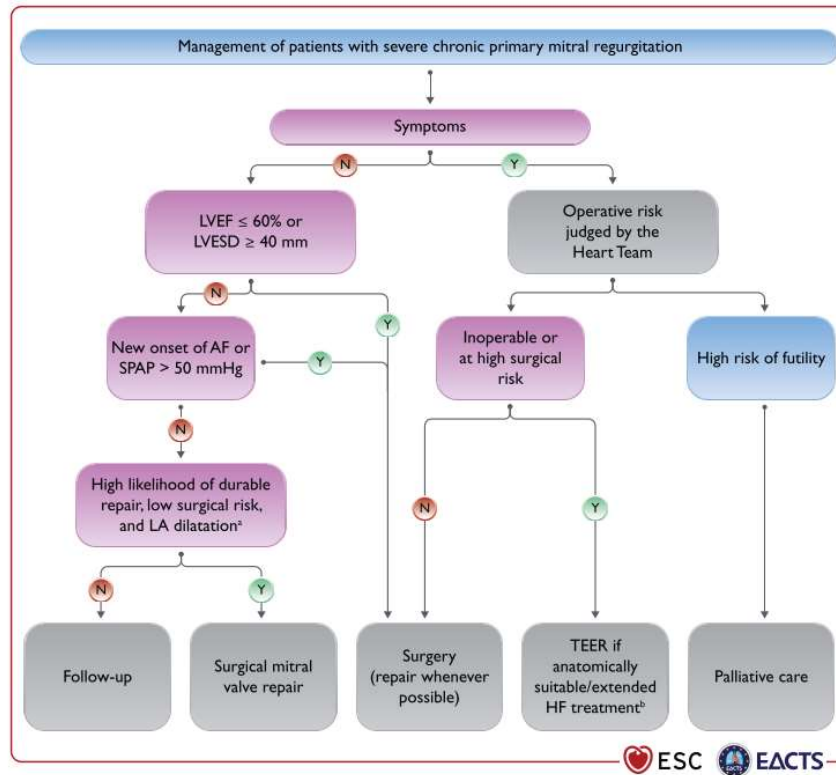 Management of patients with severe chronic primary mitral regurgitation
Symptoms
N
Y
LVEF ≤ 60% or
LVESD ≥ 40 mm
Operative risk
judged by the
Heart Team
N
Y
New onset of AF or
SPAP > 50 mmHg
Y
Inoperable or
at high surgical
risk
High risk of futility
N
High likelihood of durable
repair, low surgical risk,
and LA dilatationᵃ
N
Y
N
Y
Follow-up
Surgical mitral
valve repair
Surgery
(repair whenever
possible)
TEER if
anatomically
suitable/extended
HF treatmentᵇ
Palliative care
ESC
EACTS